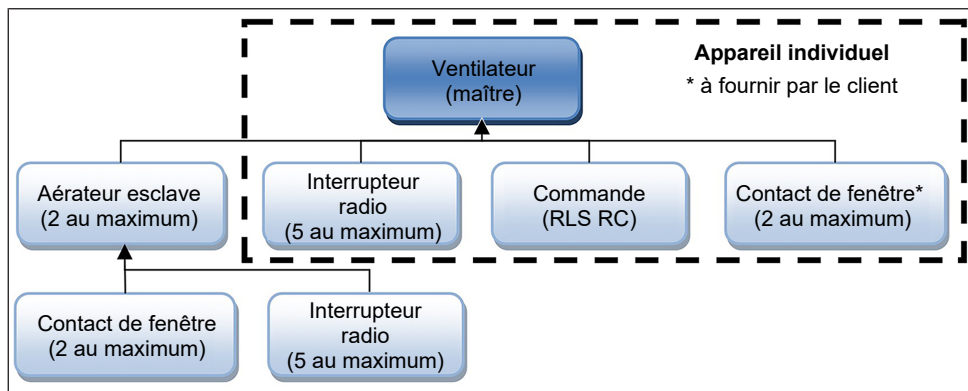 Ventilateur
(maître)
Appareil individuel
* à fournir par le client
Aérateur esclave
(2 au maximum)
Interrupteur
radio
(5 au maximum)
Commande
(RLS RC)
Contact de fenêtre*
(2 au maximum)
Contact de fenêtre
(2 au maximum)
Interrupteur
radio
(5 au maximum)